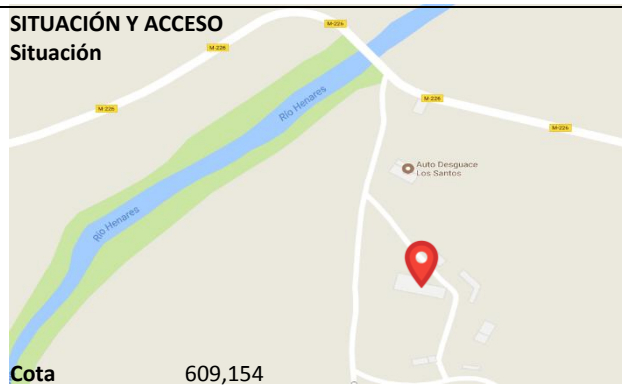 SITUACIÓN Y ACCESO
Situación
M-226
M-226
M-226
M-226
M-226
Río Henares
Auto Desguace
Los Santos
Río Henares
Cota 609,154